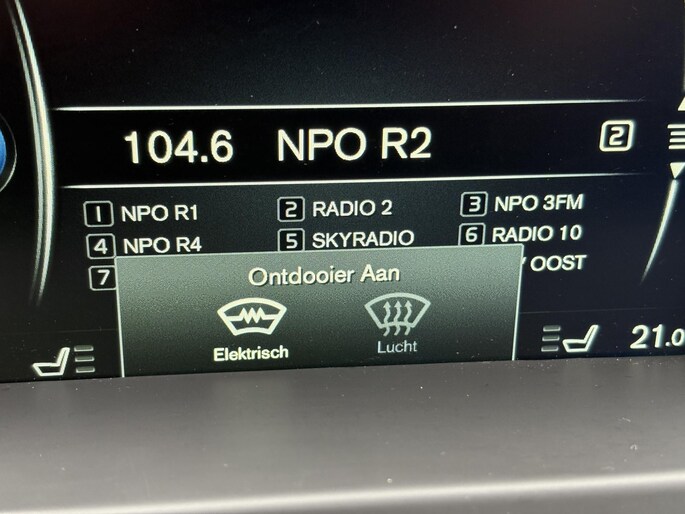 104.6 NPO R2 2
1 NPO R1 2 RADIO 2 3 NPO 3FM
4 NPO R4 5 SKYRADIO 6 RADIO 10
7 OOST
Ontdooier Aan
Elektrisch Lucht
21.0